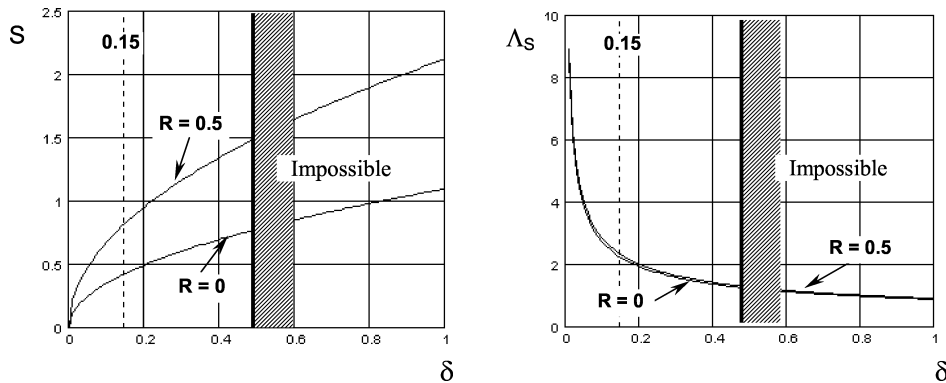 S
2.5
2
1.5
1
0.5
0
0.15
R = 0.5
Impossible
R = 0
0 0.2 0.4 0.6 0.8 1
δ
Λs
10
8
6
4
2
0
0.15
Impossible
R = 0.5
R = 0
0 0.2 0.4 0.6 0.8 1
δ